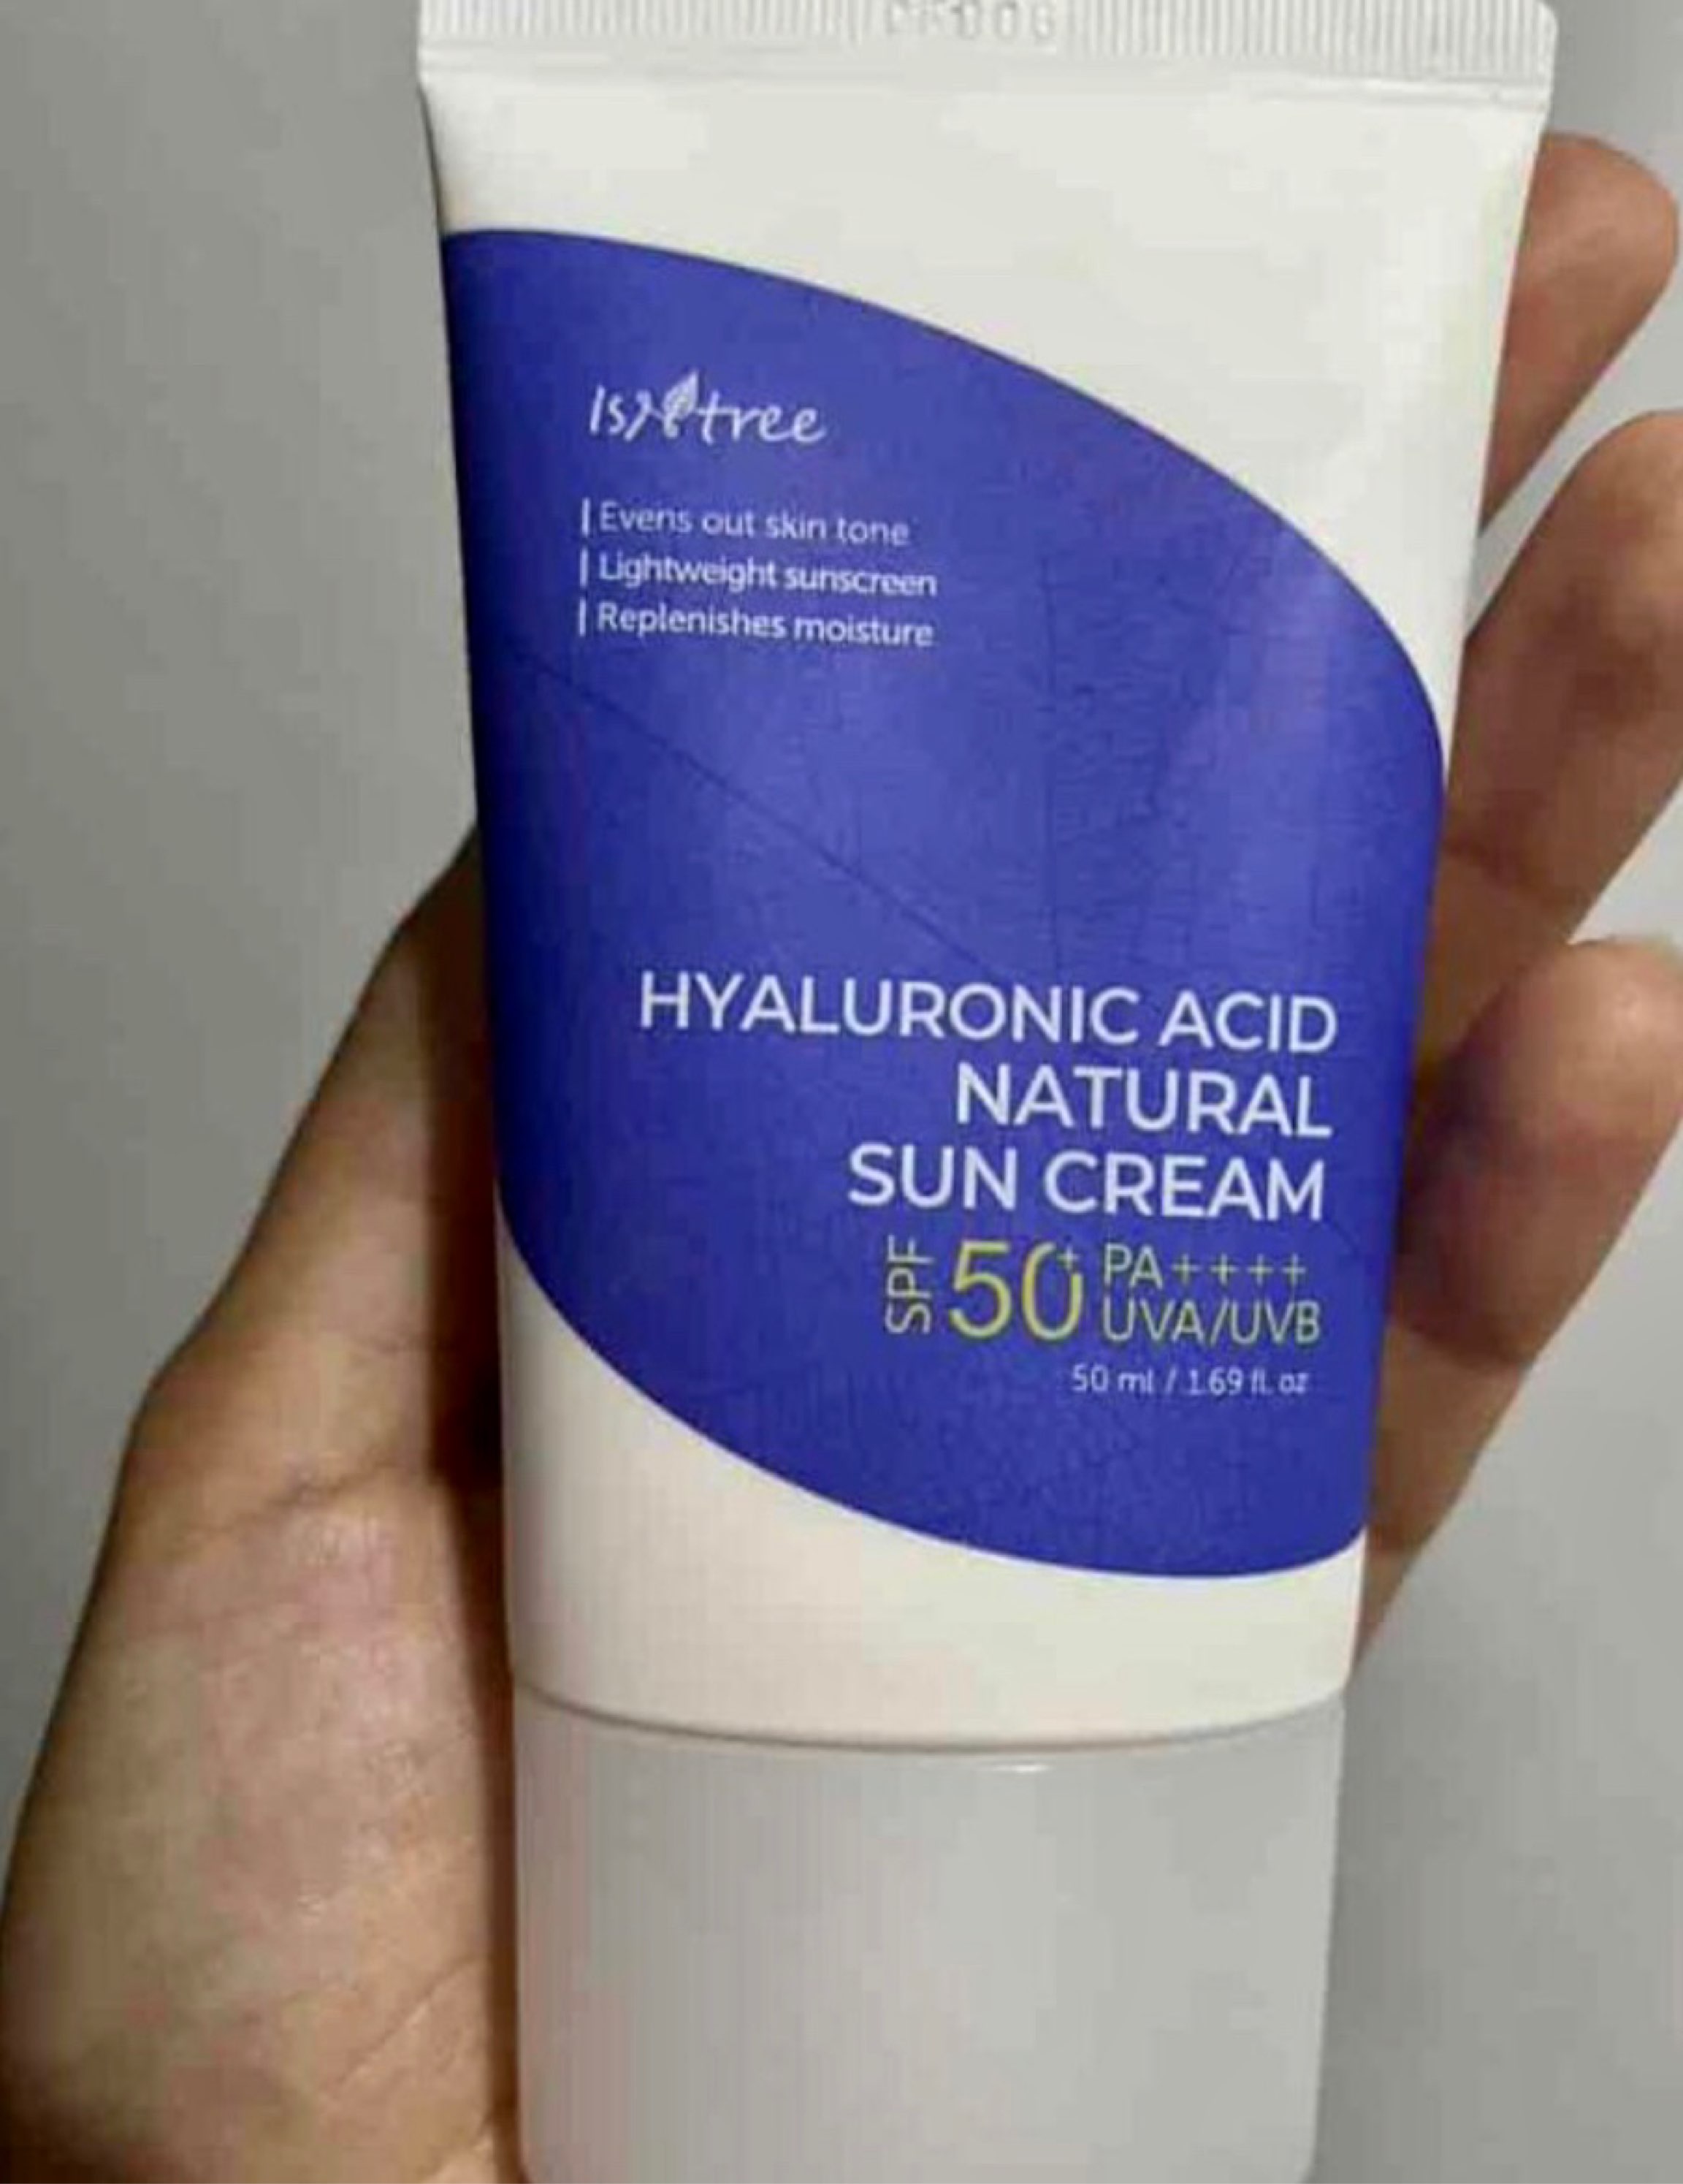 Isntree
| Evens out skin tone
| Lightweight sunscreen
| Replenishes moisture
HYALURONIC ACID
NATURAL
SUN CREAM
SPF 50+ PA++++
UVA/UVB
50 ml / 1.69 fl. oz